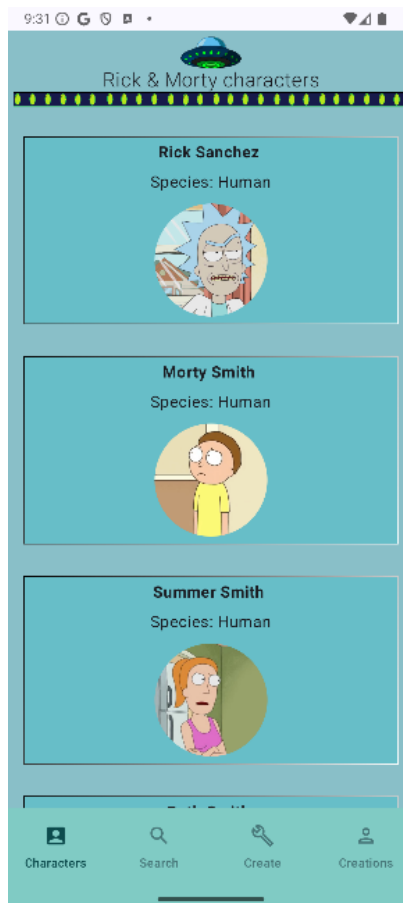 9:31
Rick & Morty characters
Rick Sanchez
Species: Human
Morty Smith
Species: Human
Summer Smith
Species: Human
Characters Search Create Creations